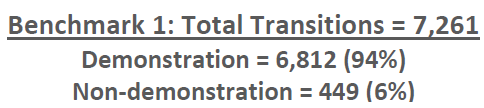 Benchmark 1: Total Transitions = 7,261
Demonstration = 6,812 (94%)
Non-demonstration = 449 (6%)